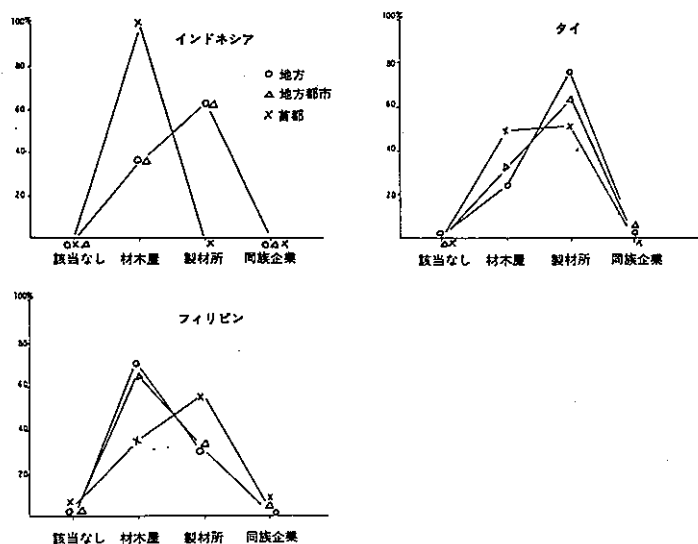 インドネシア
100%
80
60
40
20
○ 地方
△ 地方都市
× 首都
該当なし 材木屋 製材所 同族企業
タイ
100%
80
60
40
20
該当なし 材木屋 製材所 同族企業
フィリピン
100%
80
60
40
20
該当なし 材木屋 製材所 同族企業